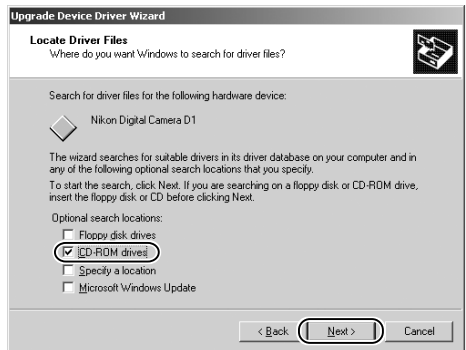 Upgrade Device Driver Wizard
Locate Driver Files
Where do you want Windows to search for driver files?
Search for driver files for the following hardware device:
Nikon Digital Camera D1
The wizard searches for suitable drivers in its driver database on your computer and in
any of the following optional search locations that you specify.
To start the search, click Next. If you are searching on a floppy disk or CD-ROM drive,
insert the floppy disk or CD before clicking Next.
Optional search locations:
Floppy disk drives
CD-ROM drives
Specify a location
Microsoft Windows Update
< Back
Next >
Cancel